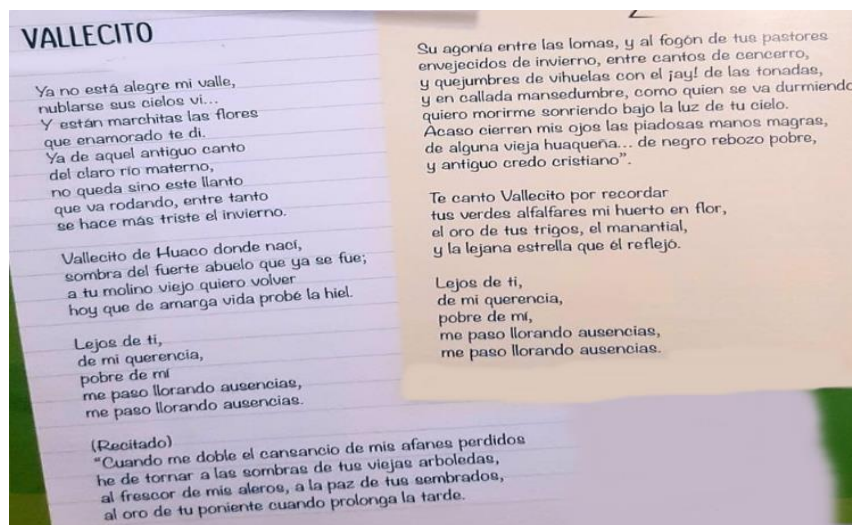 VALLECITO
Ya no está alegre mi valle,
nublarse sus cielos vi...
Y están marchitas las flores
que enamorado te di.
Ya de aquel antiguo canto
del claro río materno,
no queda sino este llanto
que va rodando, entre tanto
se hace más triste el invierno.
Vallecito de Huaco donde nací,
sombra del fuerte abuelo que ya se fue;
a tu molino viejo quiero volver
hoy que de amarga vida probé la hiel.
Lejos de ti,
de mi querencia,
pobre de mí
me paso llorando ausencias,
me paso llorando ausencias.
(Recitado)
"Cuando me doble el cansancio de mis afanes perdidos
he de tornar a las sombras de tus viejas arboledas,
al frescor de mis aleros, a la paz de tus sembrados,
al oro de tu poniente cuando prolonga la tarde.
Su agonía entre las lomas, y al fogón de tus pastores
envejecidos de invierno, entre cantos de cencerro,
y quejumbres de vihuelas con el ¡ay! de las tonadas,
y en callada mansedumbre, como quien se va durmiendo
quiero morirme sonriendo bajo la luz de tu cielo.
Acaso cierren mis ojos las piadosas manos magras,
de alguna vieja huaqueña... de negro rebozo pobre,
y antiguo credo cristiano".
Te canto Vallecito por recordar
tus verdes alfalfares mi huerto en flor,
el oro de tus trigos, el manantial,
y la lejana estrella que él reflejó.
Lejos de ti,
de mi querencia,
pobre de mí,
me paso llorando ausencias,
me paso llorando ausencias.